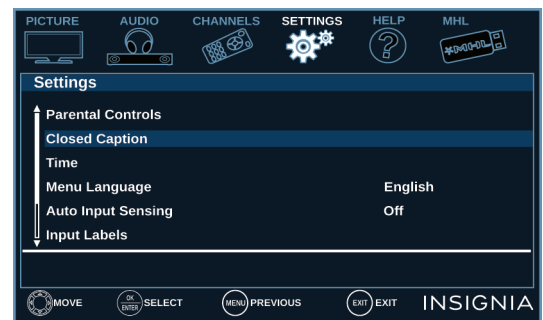 PICTURE AUDIO CHANNELS SETTINGS HELP MHL
Settings
Parental Controls
Closed Caption
Time
Menu Language English
Auto Input Sensing Off
Input Labels
MOVE OK ENTER SELECT MENU PREVIOUS EXIT EXIT INSIGNIA